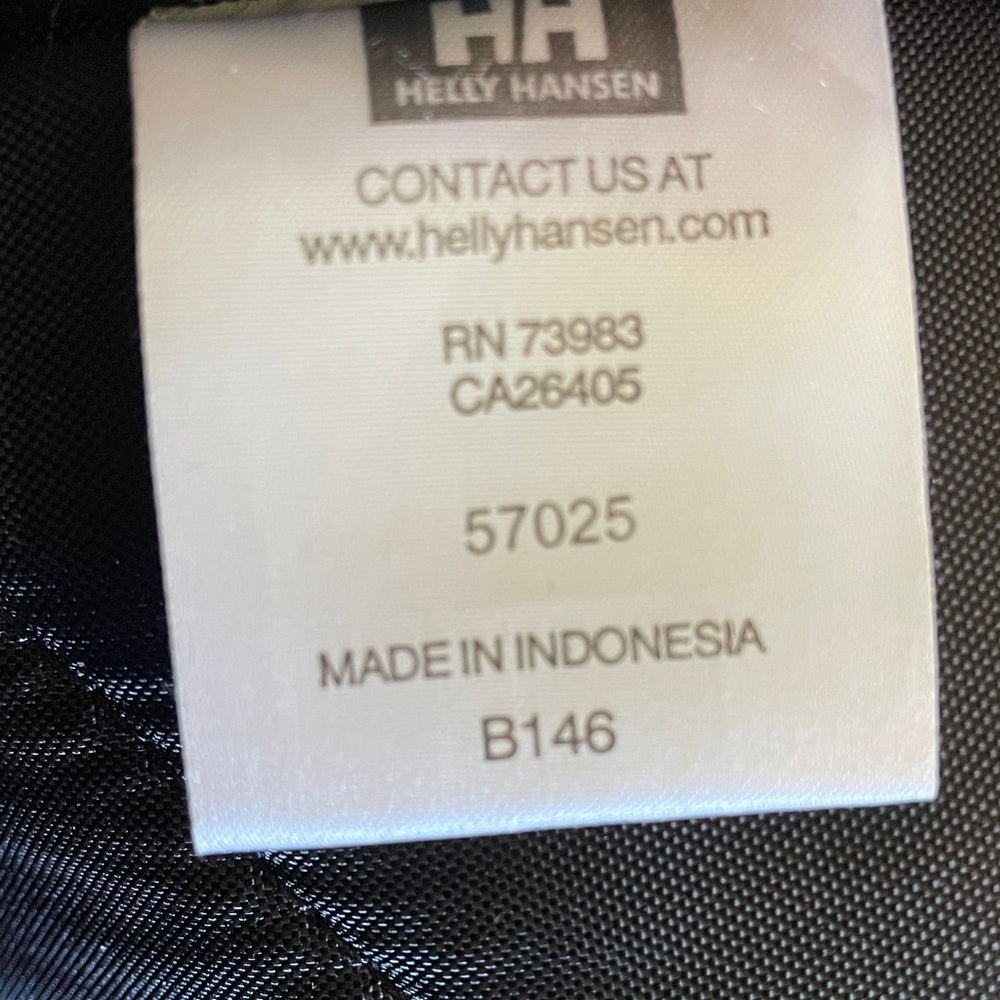 HH
HELLY HANSEN
CONTACT US AT
www.hellyhansen.com
RN 73983
CA26405
57025
MADE IN INDONESIA
B146